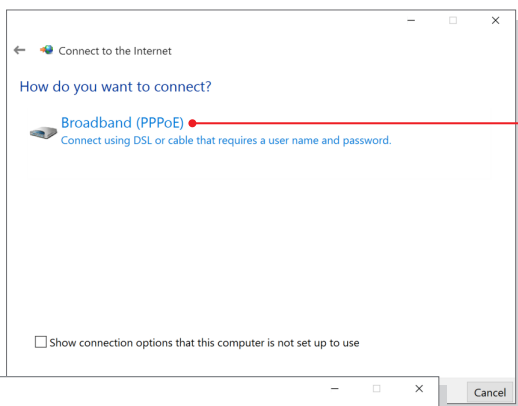 Connect to the Internet
How do you want to connect?
Broadband (PPPoE)
Connect using DSL or cable that requires a user name and password.
Show connection options that this computer is not set up to use
Cancel